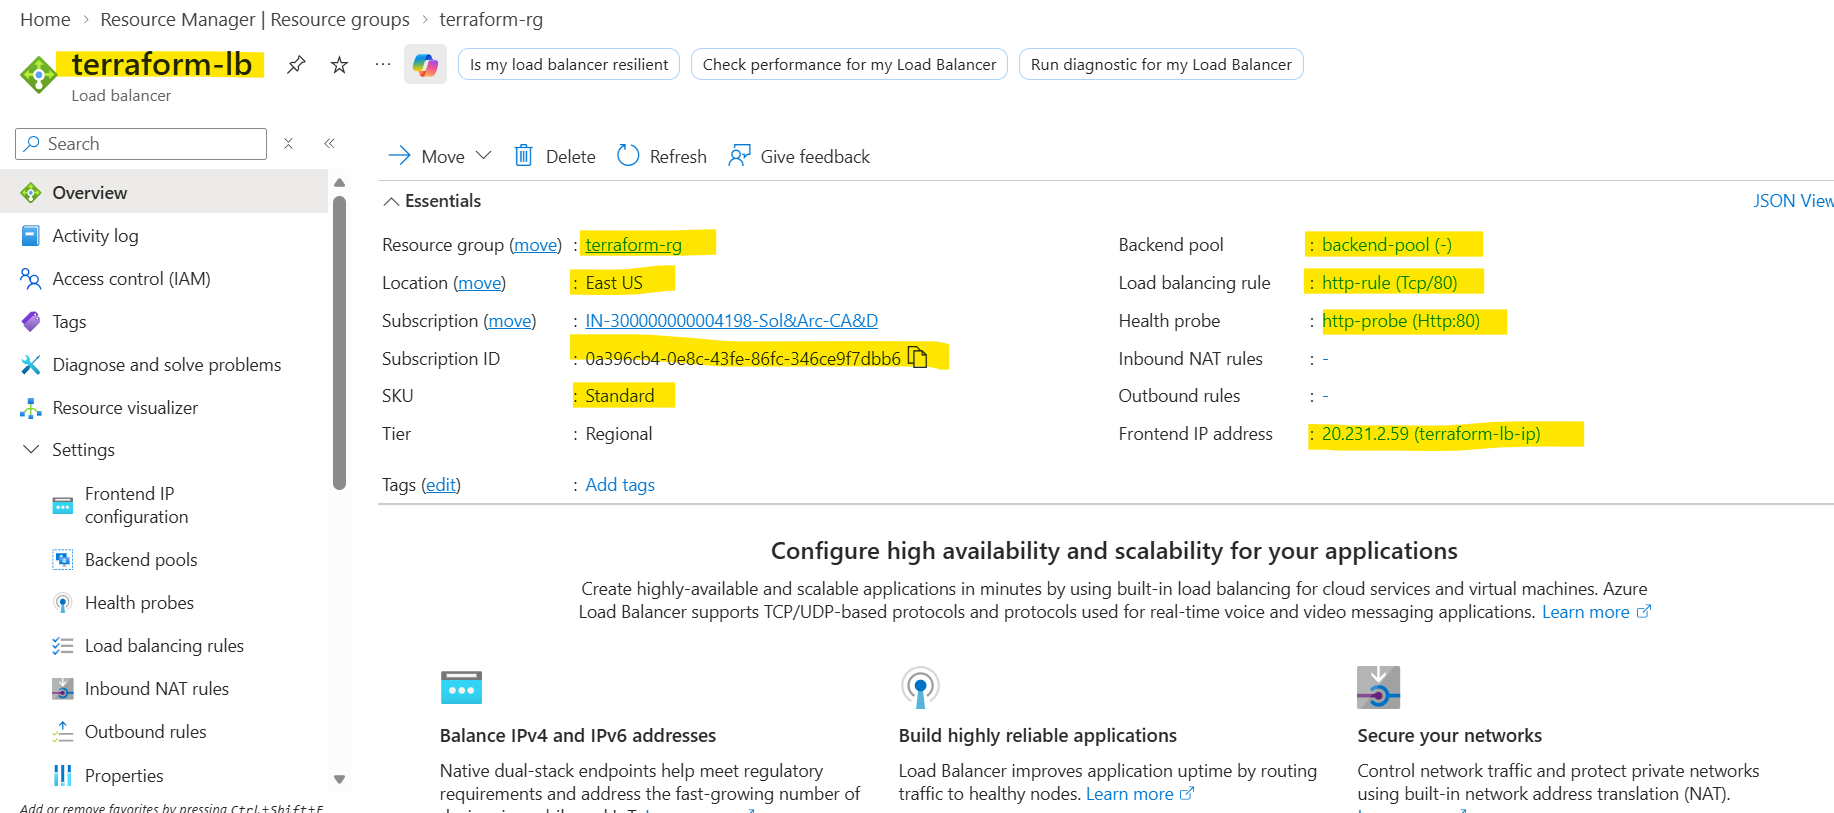 Home > Resource Manager | Resource groups > terraform-rg
terraform-lb
Load balancer
Is my load balancer resilient
Check performance for my Load Balancer
Run diagnostic for my Load Balancer
Search
Overview
Activity log
Access control (IAM)
Tags
Diagnose and solve problems
Resource visualizer
Settings
Frontend IP
configuration
Backend pools
Health probes
Load balancing rules
Inbound NAT rules
Outbound rules
Properties
Add or remove favorites by pressing Ctrl+Shift+F
Move
Delete
Refresh
Give feedback
Essentials
JSON View
Resource group (move) : terraform-rg
Location (move) : East US
Subscription (move) : IN-300000000004198-Sol&Arc-CA&D
Subscription ID : 0a396cb4-0e8c-43fe-86fc-346ce9f7dbb6
SKU : Standard
Tier : Regional
Tags (edit) : Add tags
Backend pool : backend-pool (-)
Load balancing rule : http-rule (Tcp/80)
Health probe : http-probe (Http:80)
Inbound NAT rules : -
Outbound rules : -
Frontend IP address : 20.231.2.59 (terraform-lb-ip)
Configure high availability and scalability for your applications
Create highly-available and scalable applications in minutes by using built-in load balancing for cloud services and virtual machines. Azure
Load Balancer supports TCP/UDP-based protocols and protocols used for real-time voice and video messaging applications. Learn more
Balance IPv4 and IPv6 addresses
Native dual-stack endpoints help meet regulatory
requirements and address the fast-growing number of
Build highly reliable applications
Load Balancer improves application uptime by routing
traffic to healthy nodes. Learn more
Secure your networks
Control network traffic and protect private networks
using built-in network address translation (NAT).